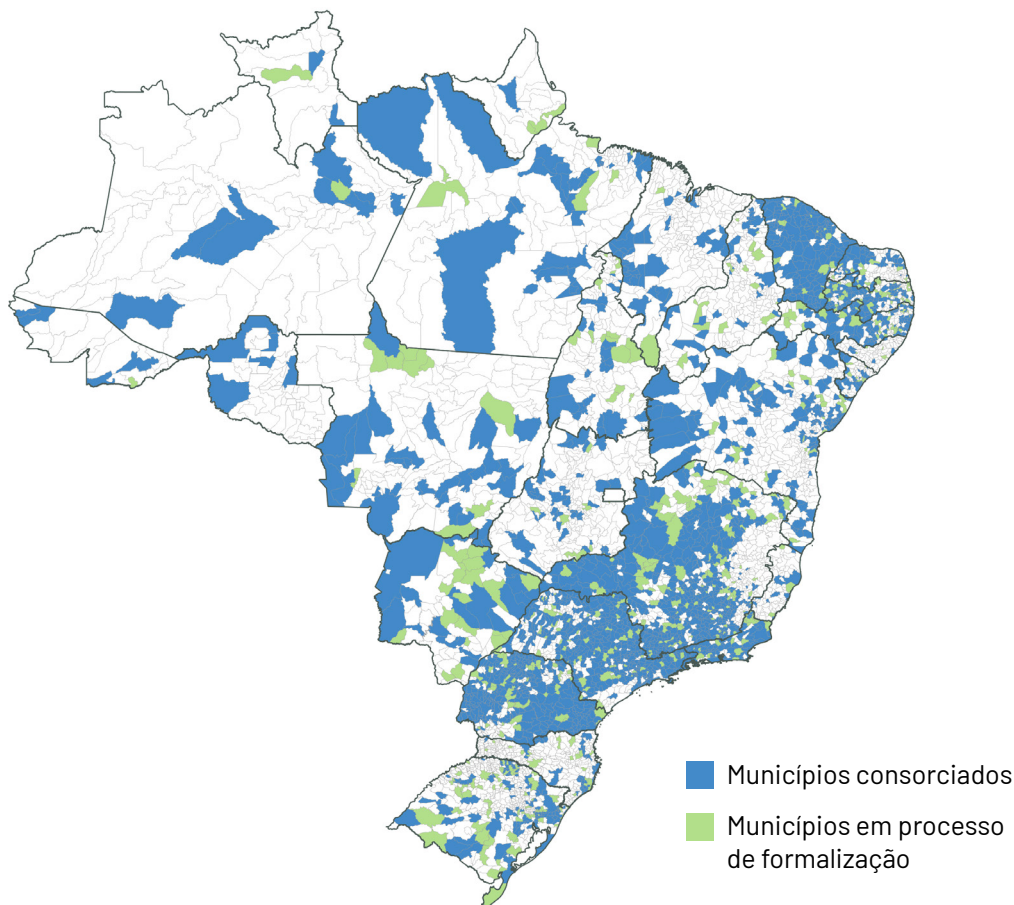 Municípios consorciados
Municípios em processo
de formalização